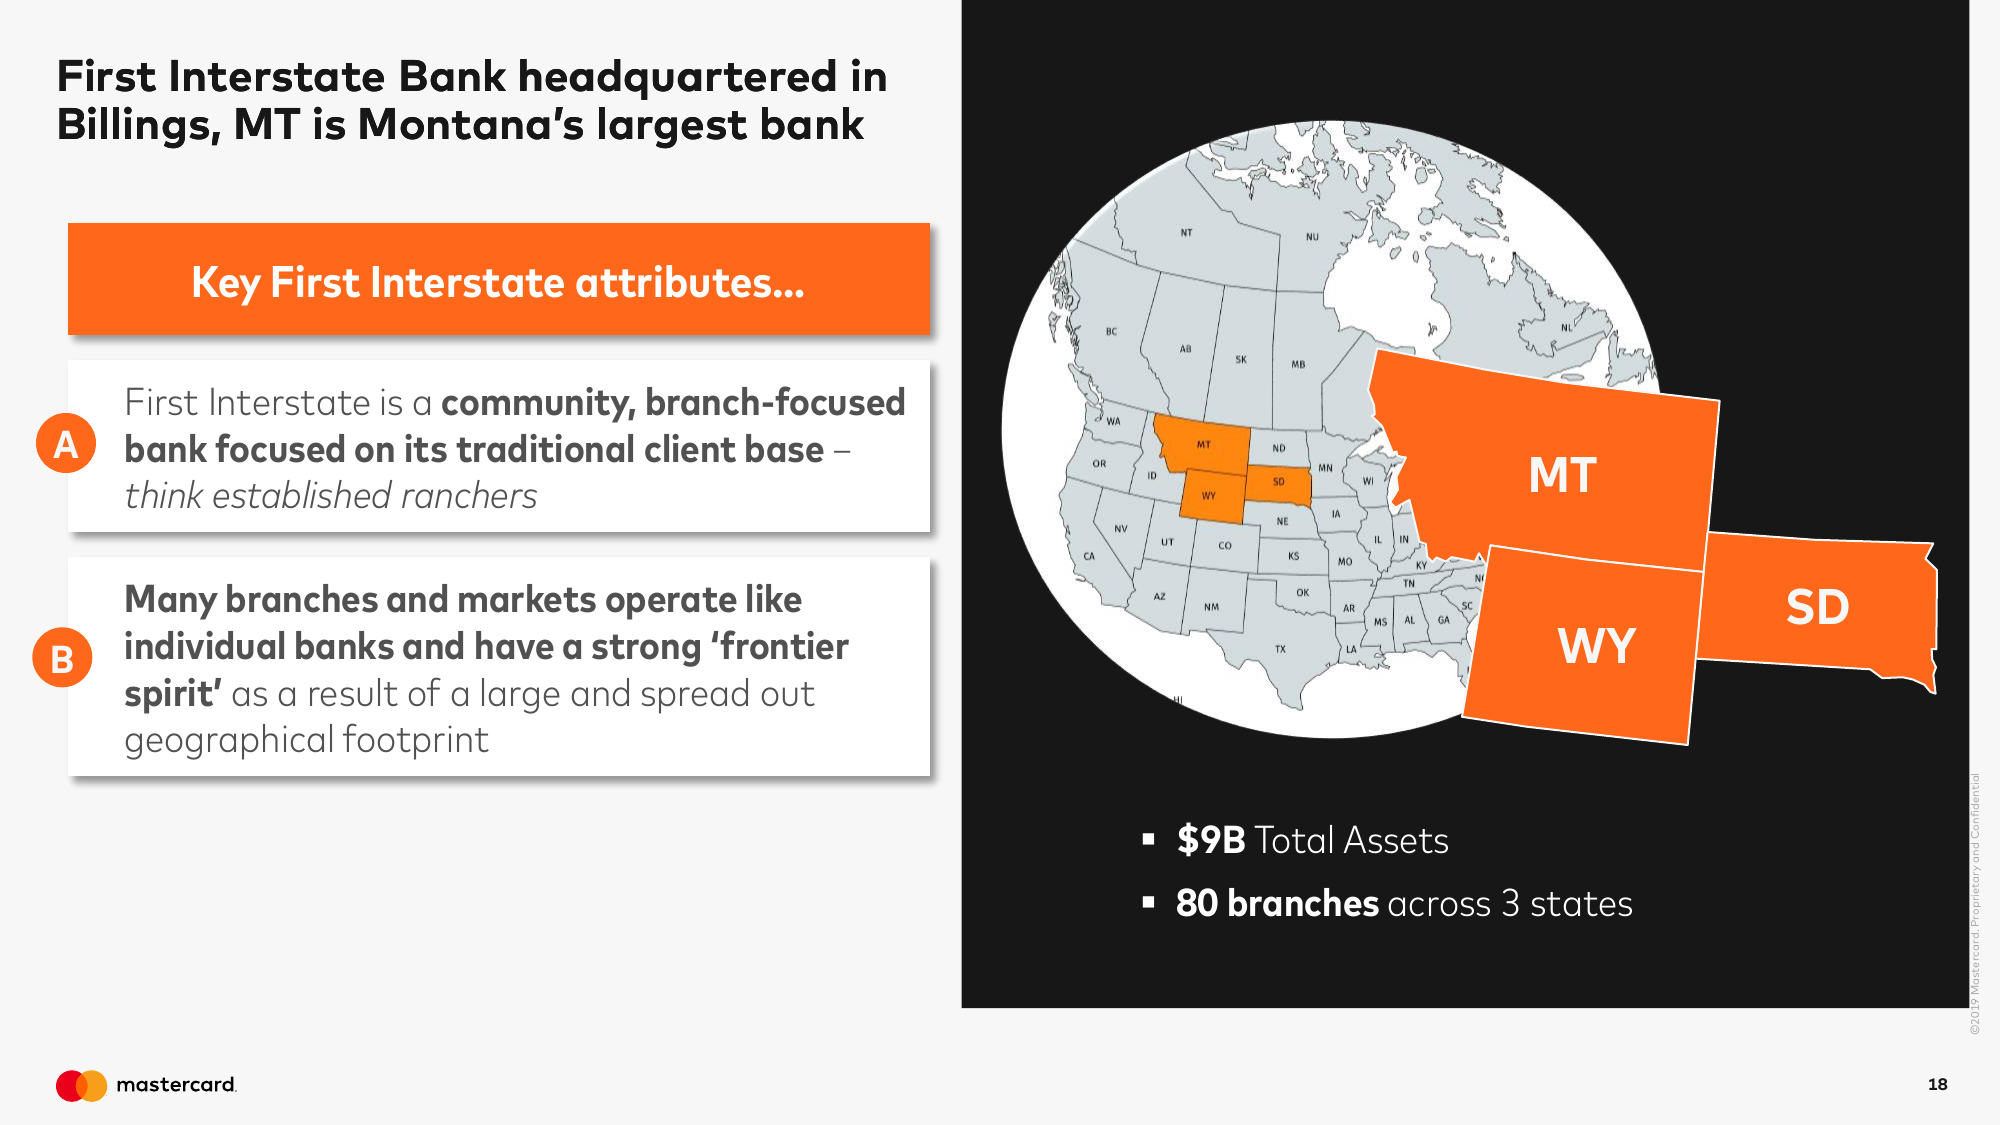 First Interstate Bank headquartered in
Billings, MT is Montana's largest bank
Key First Interstate attributes...
A
First Interstate is a community, branch-focused
bank focused on its traditional client base –
think established ranchers
B
Many branches and markets operate like
individual banks and have a strong 'frontier
spirit' as a result of a large and spread out
geographical footprint
NT
NU
BC
AB
SK
MB
NL
WA
MT
ND
MN
OR
ID
SD
WI
WY
NV
NE
IA
UT
CO
IL
IN
CA
KS
MO
KY
AZ
NM
OK
TN
NC
AR
SC
MS
AL
GA
TX
LA
HI
MT
SD
WY
▪ $9B Total Assets
▪ 80 branches across 3 states
©2019 Mastercard. Proprietary and Confidential
mastercard.
18